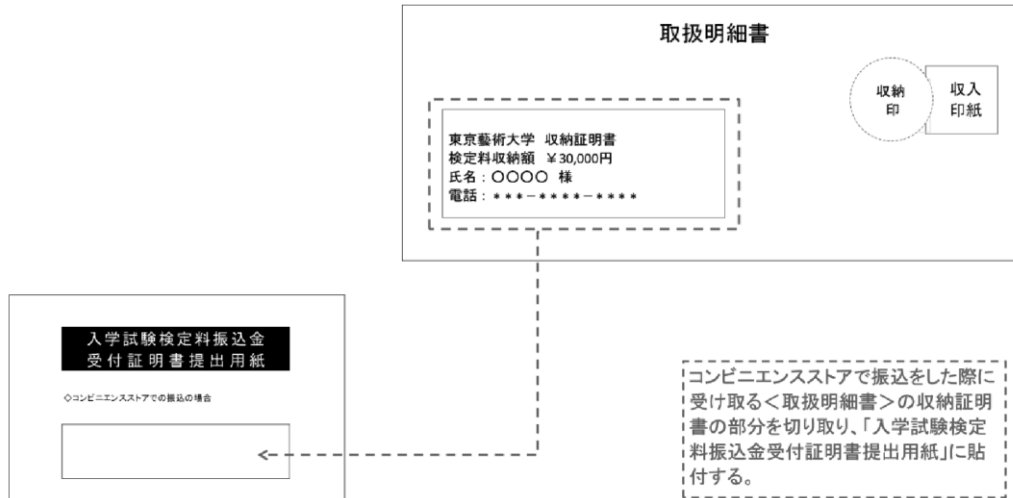 取扱明細書
収納
印
収入
印紙
東京藝術大学 収納証明書
検定料収納額 ¥30,000円
氏名：〇〇〇〇 様
電話：＊＊＊－＊＊＊＊－＊＊＊＊
入学試験検定料振込金
受付証明書提出用紙
◇コンビニエンスストアでの振込の場合
コンビニエンスストアで振込をした際に
受け取る＜取扱明細書＞の収納証明
書の部分を切り取り、「入学試験検定
料振込金受付証明書提出用紙」に貼
付する。